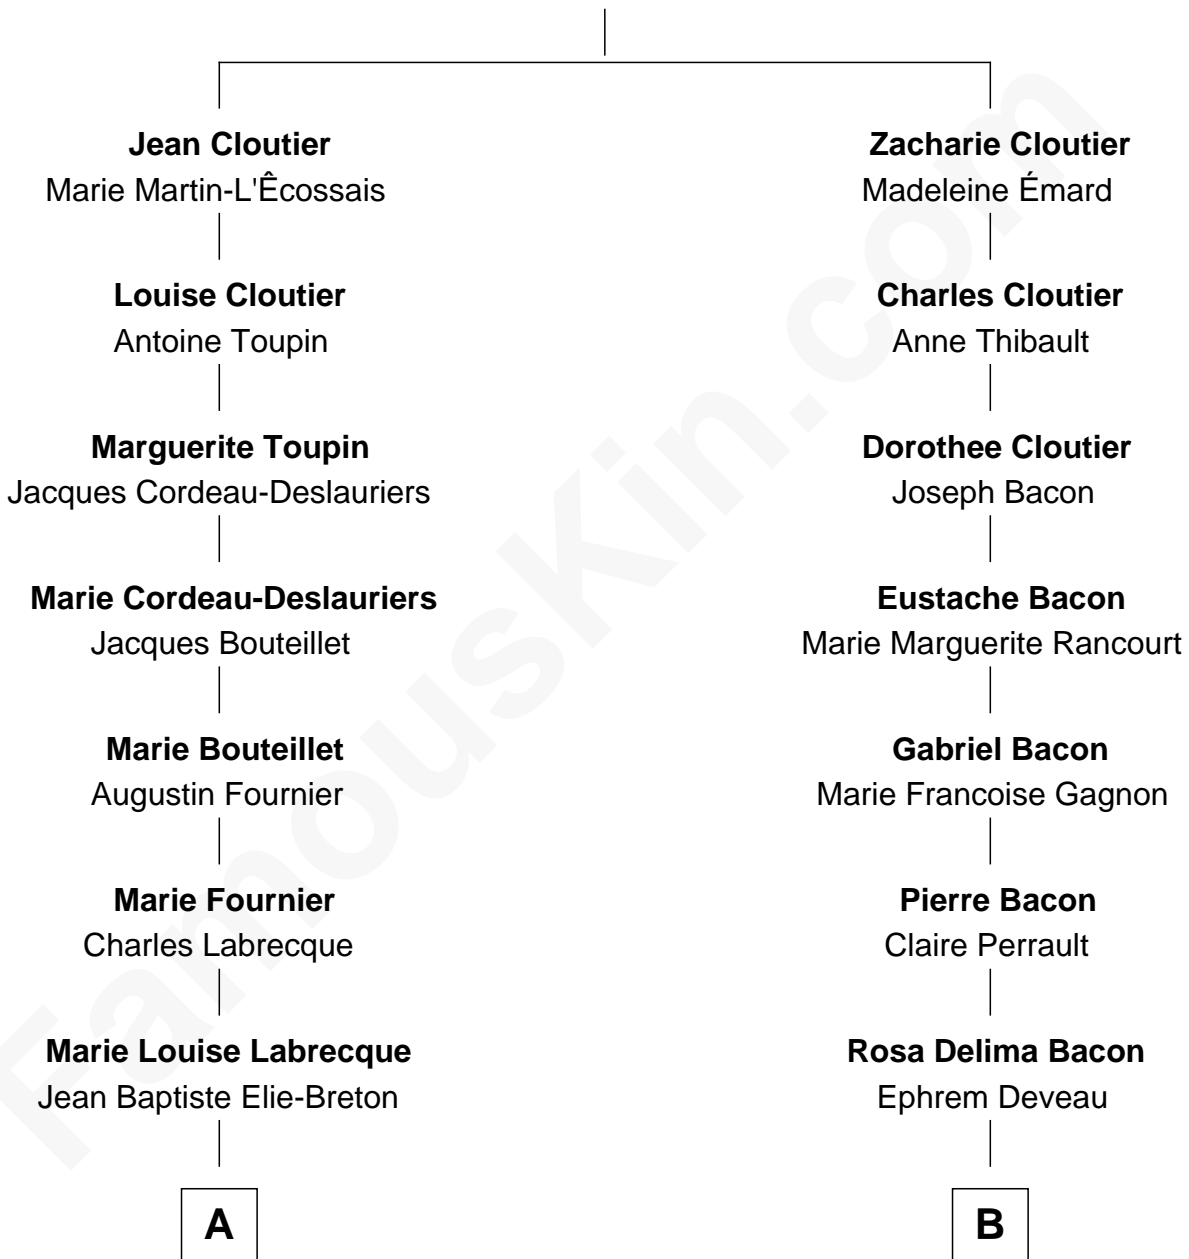 Jean Cloutier
Marie Martin-L'Êcossais
Louise Cloutier
Antoine Toupin
Marguerite Toupin
Jacques Cordeau-Deslauriers
Marie Cordeau-Deslauriers
Jacques Bouteillet
Marie Bouteillet
Augustin Fournier
Marie Fournier
Charles Labrecque
Marie Louise Labrecque
Jean Baptiste Elie-Breton
A
Zacharie Cloutier
Madeleine Émard
Charles Cloutier
Anne Thibault
Dorothee Cloutier
Joseph Bacon
Eustache Bacon
Marie Marguerite Rancourt
Gabriel Bacon
Marie Francoise Gagnon
Pierre Bacon
Claire Perrault
Rosa Delima Bacon
Ephrem Deveau
B
FamousKin.com